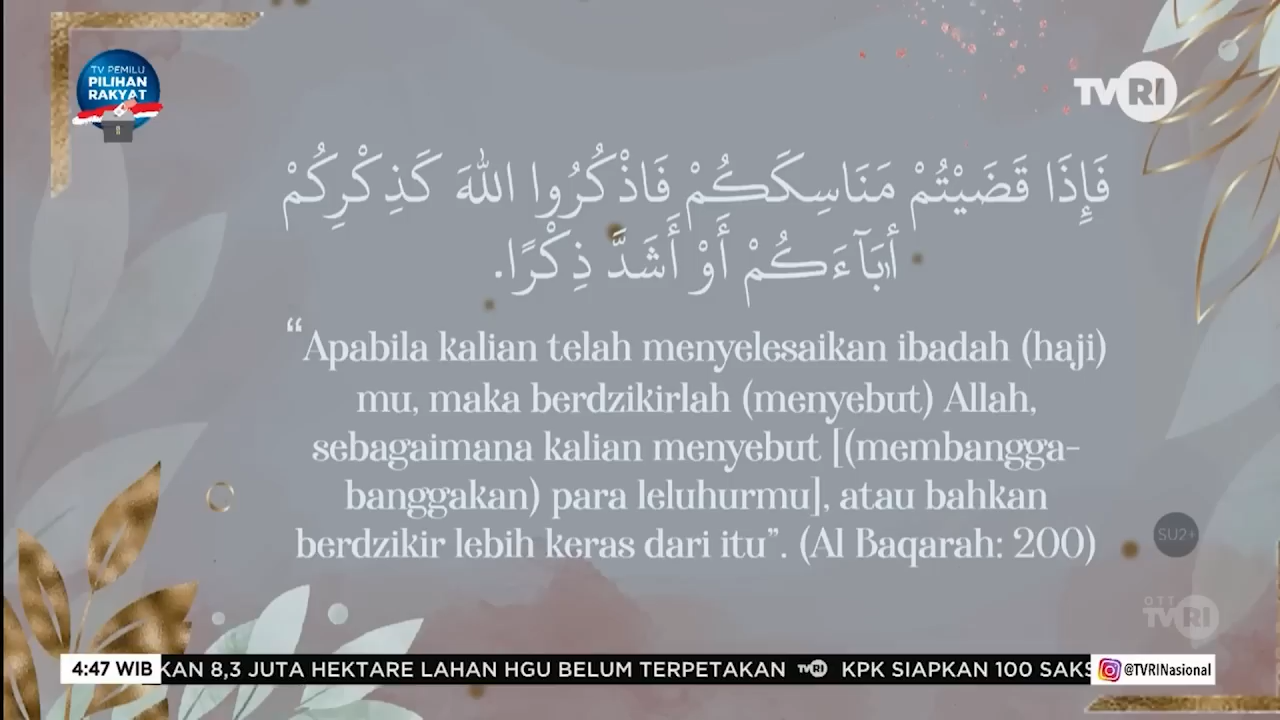 TV PEMILU
PILIHAN
RAKYAT
TVRI
فَإِذَا قَضَيْتُمْ مَنَاسِكَكُمْ فَاذْكُرُوا اللهَ كَذِكْرِكُمْ
أٰبَآءَكُمْ أَوْ أَشَدَّ ذِكْرًا.
“Apabila kalian telah menyelesaikan ibadah (haji)
mu, maka berdzikirlah (menyebut) Allah,
sebagaimana kalian menyebut [(membangga-
banggakan) para leluhurmu], atau bahkan
berdzikir lebih keras dari itu”. (Al Baqarah: 200)
SU2+
OTT
TVRI
4:47 WIB KAN 8,3 JUTA HEKTARE LAHAN HGU BELUM TERPETAKAN TVRI KPK SIAPKAN 100 SAKS @TVRINasional